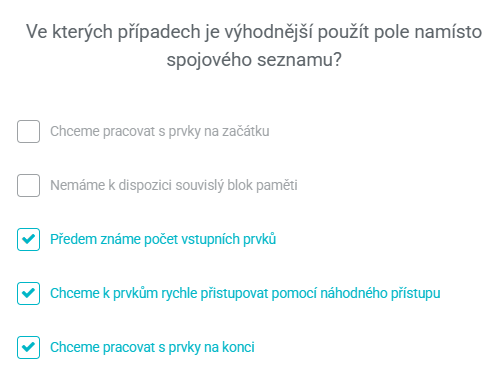 Ve kterých případech je výhodnější použít pole namísto
spojového seznamu?
Chceme pracovat s prvky na začátku
Nemáme k dispozici souvislý blok paměti
Předem známe počet vstupních prvků
Chceme k prvkům rychle přistupovat pomocí náhodného přístupu
Chceme pracovat s prvky na konci